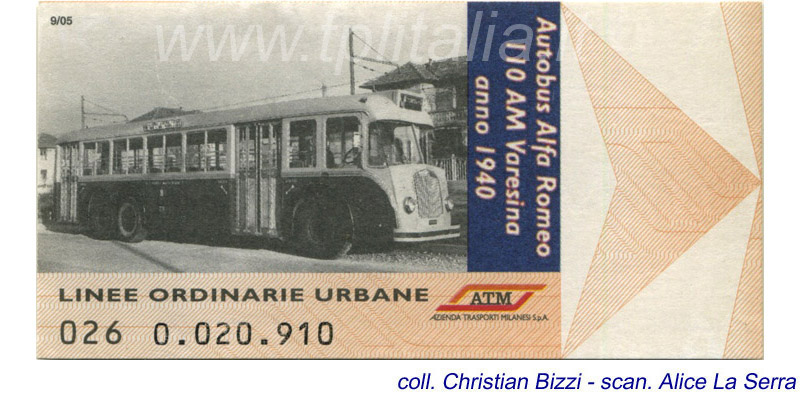 9/05
www.tplitalia.it
Autobus Alfa Romeo
110 AM Varesina
anno 1940
LINEE ORDINARIE URBANE
ATM
AZIENDA TRASPORTI MILANESI S.p.A.
026 0.020.910
coll. Christian Bizzi - scan. Alice La Serra